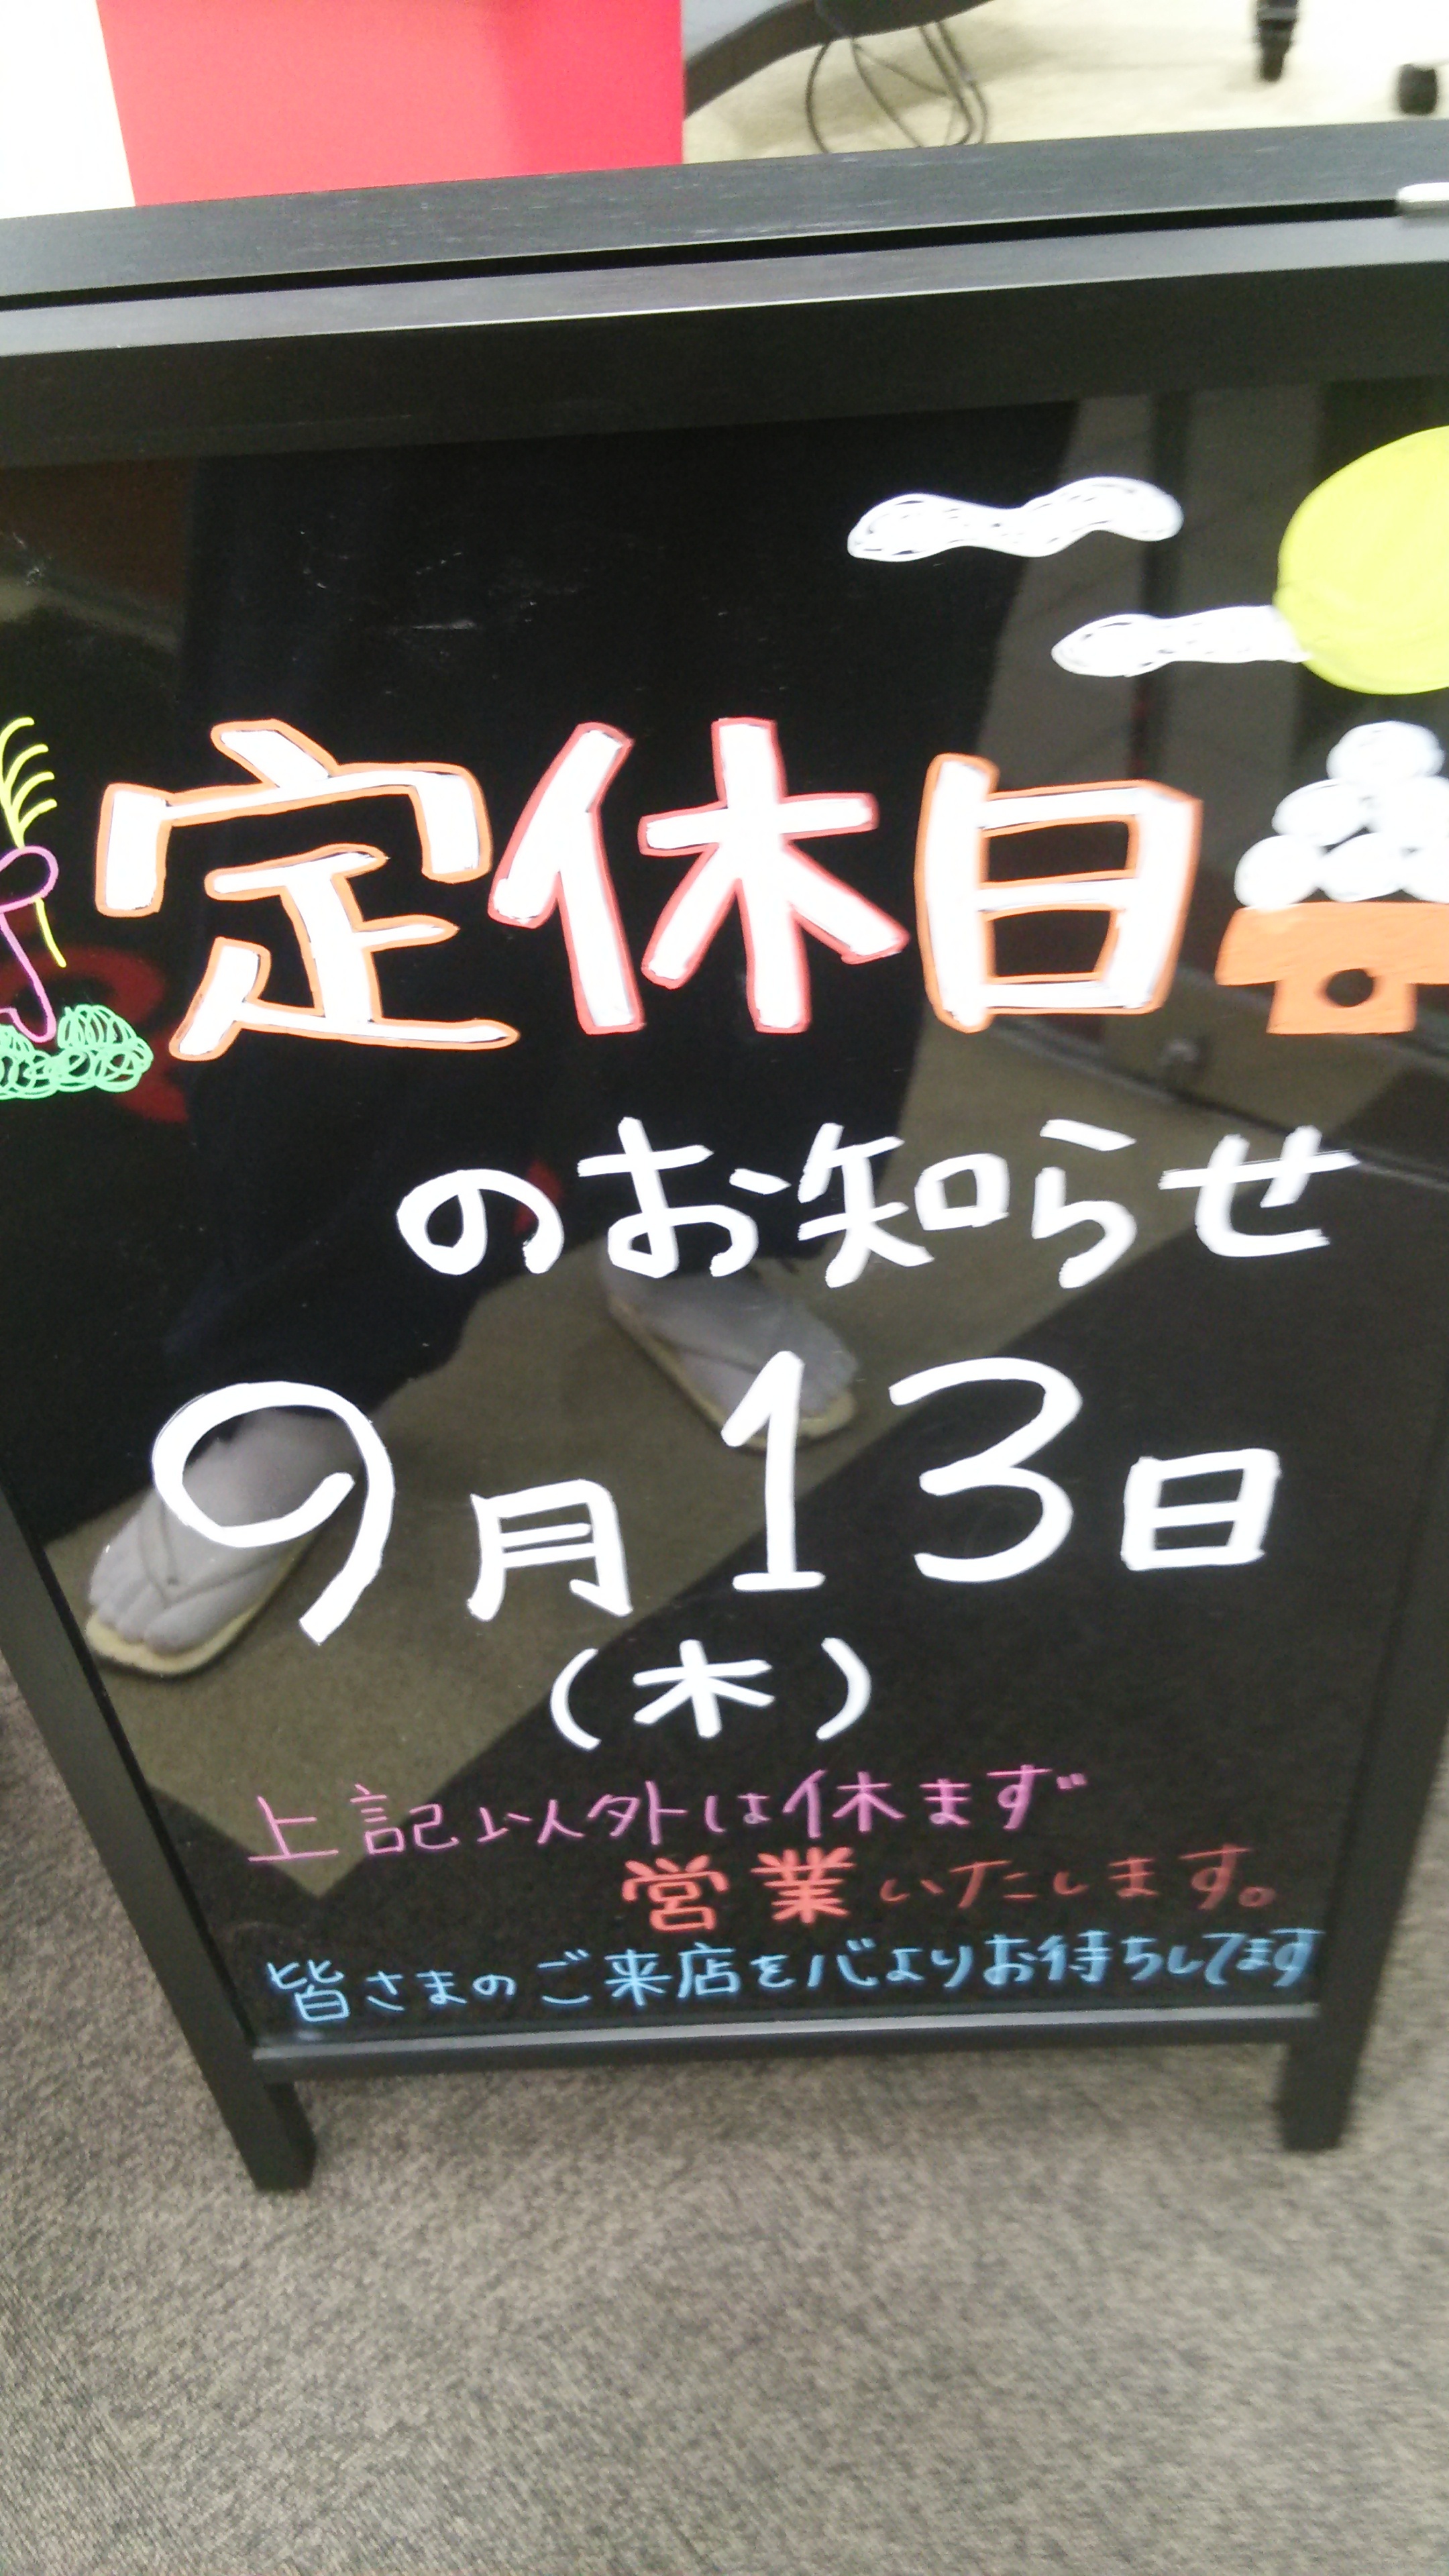 定休日
のお知らせ
9月13日
(木)
上記以外は休まず
営業いたします。
皆さまのご来店を心よりお待ちしてます